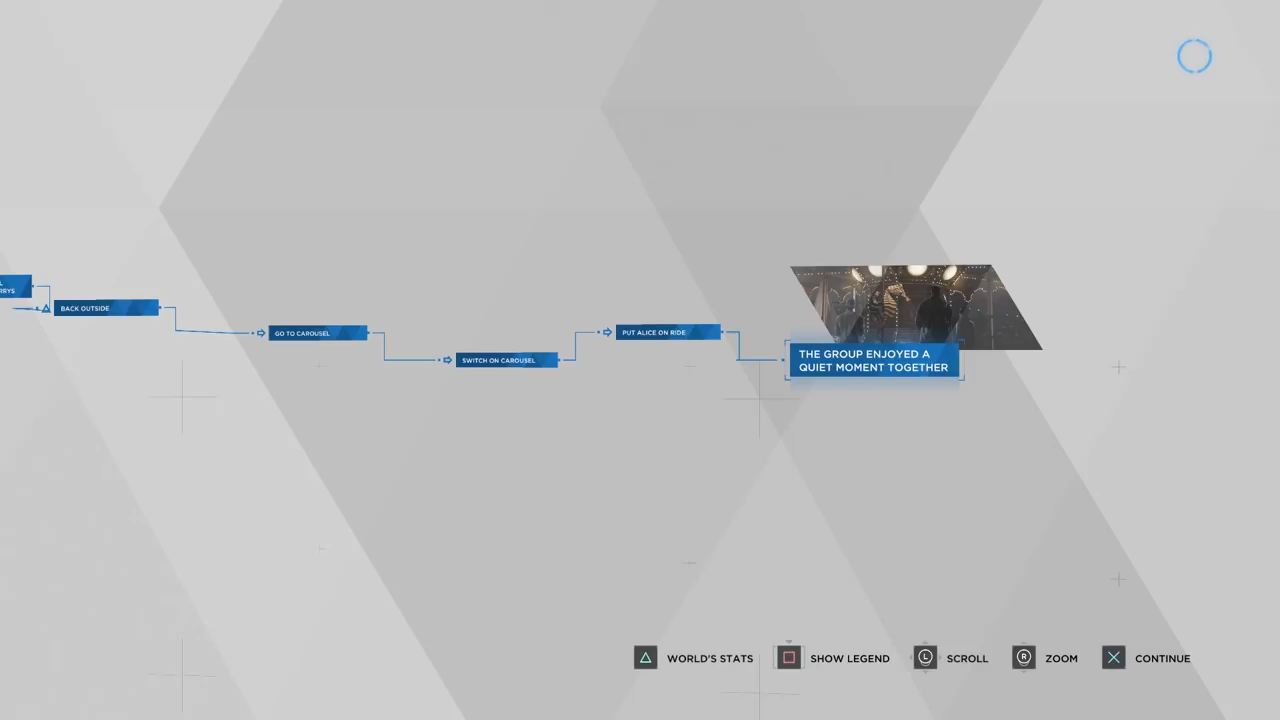 RRYS
BACK OUTSIDE
GO TO CAROUSEL
SWITCH ON CAROUSEL
PUT ALICE ON RIDE
THE GROUP ENJOYED A
QUIET MOMENT TOGETHER
WORLD'S STATS
SHOW LEGEND
L
SCROLL
R
ZOOM
CONTINUE